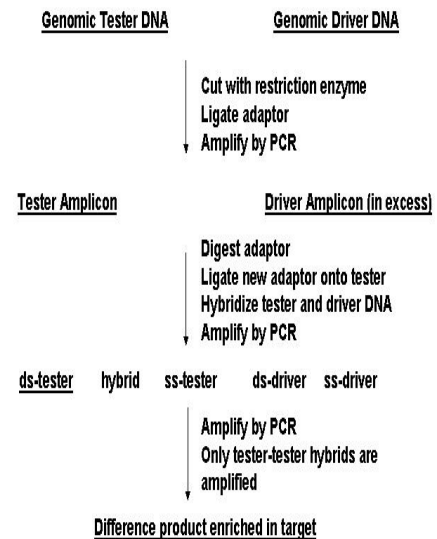 Genomic Tester DNA Genomic Driver DNA
Cut with restriction enzyme
Ligate adaptor
Amplify by PCR
Tester Amplicon Driver Amplicon (in excess)
Digest adaptor
Ligate new adaptor onto tester
Hybridize tester and driver DNA
Amplify by PCR
ds-tester hybrid ss-tester ds-driver ss-driver
Amplify by PCR
Only tester-tester hybrids are
amplified
Difference product enriched in target